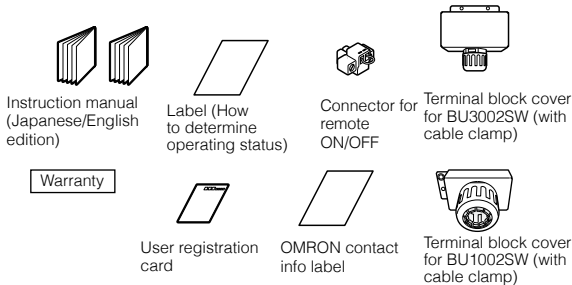 Instruction manual
(Japanese/English
edition)
Label (How
to determine
operating status)
Connector for
remote
ON/OFF
Terminal block cover
for BU3002SW (with
cable clamp)
Warranty
User registration
card
OMRON contact
info label
Terminal block cover
for BU1002SW (with
cable clamp)